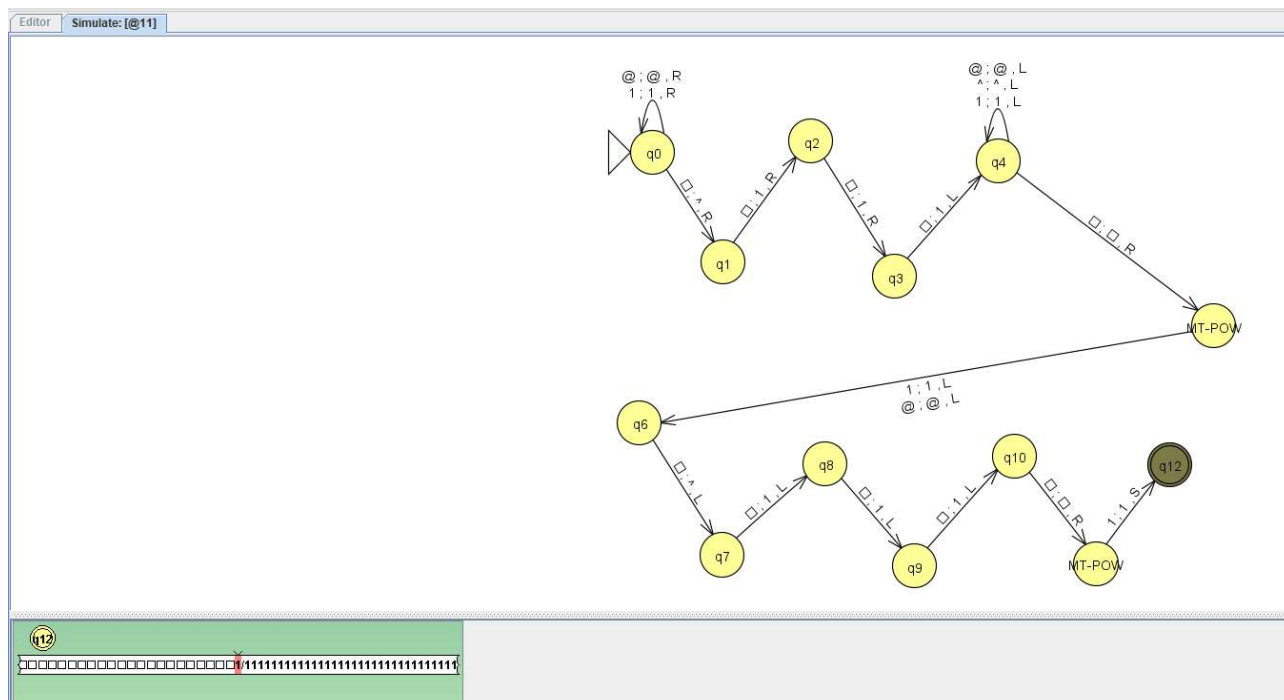 Editor
Simulate: [@11]
@ ; @ , R
1 ; 1 , R
@ ; @ , L
^ ; ^ , L
1 ; 1 , L
q0
q2
q4
□ ; ^ , R
□ ; 1 , R
□ ; 1 , R
□ ; 1 , L
□ ; □ , R
q1
q3
MT-POW
1 ; 1 , L
@ ; @ , L
q6
q8
q10
q12
□ ; ^ , L
□ ; 1 , L
□ ; 1 , L
□ ; 1 , L
□ ; □ , R
1 ; 1 , S
q7
q9
MT-POW
q12